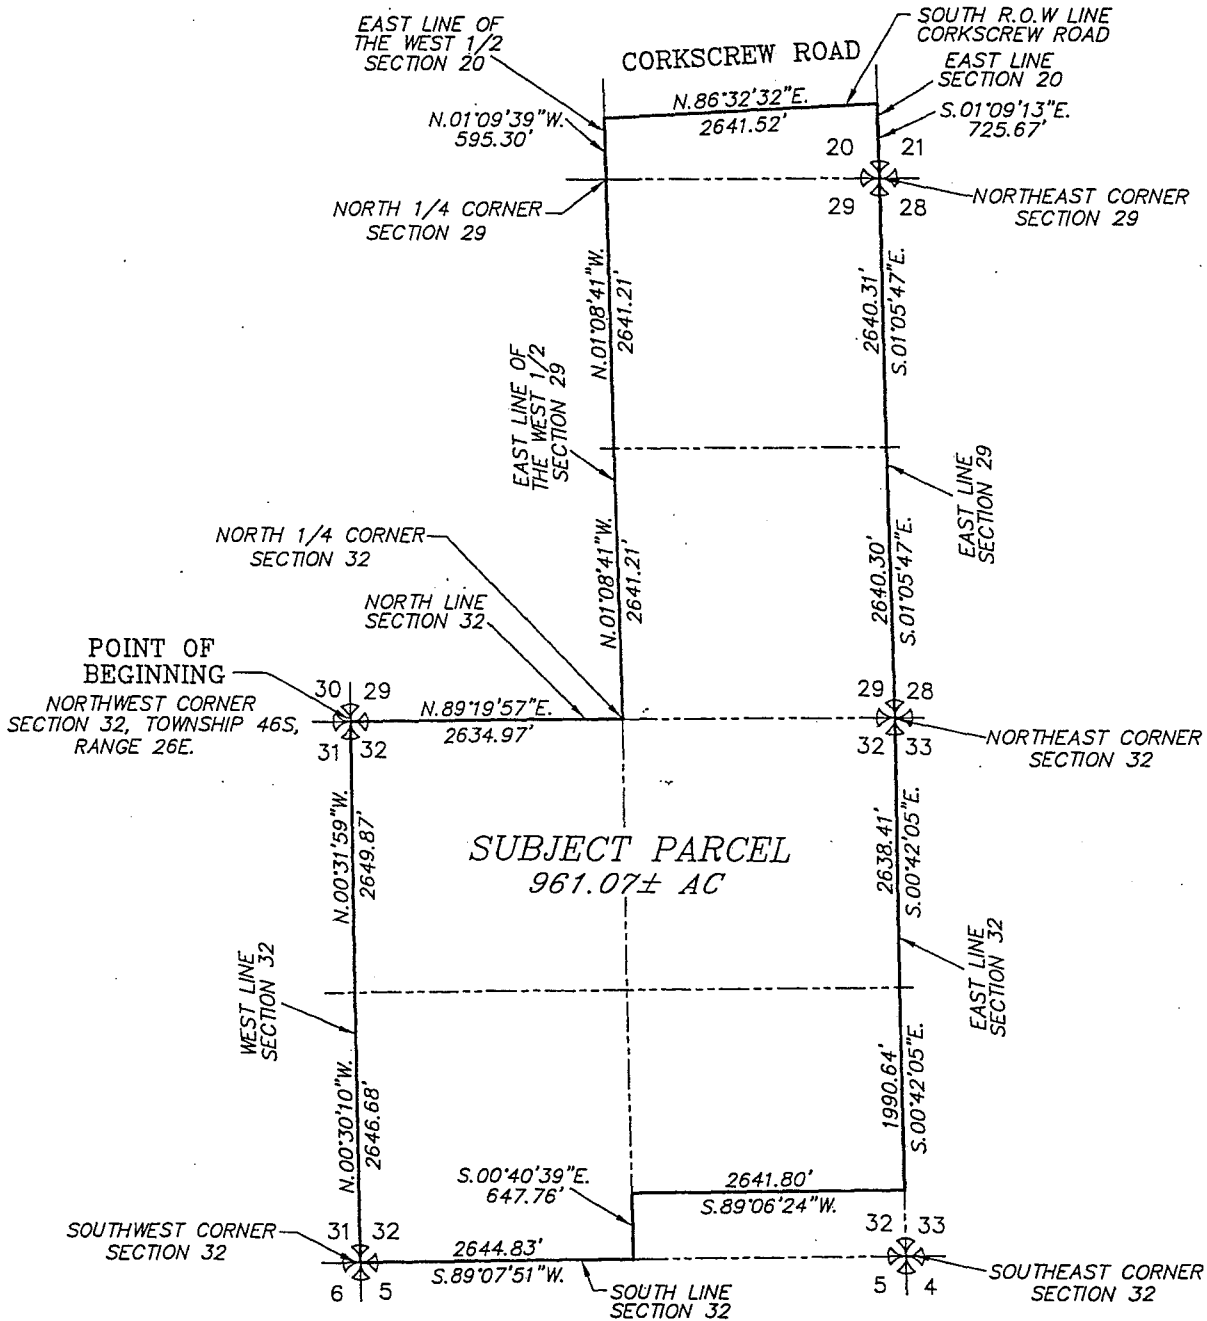 EAST LINE OF
THE WEST 1/2
SECTION 20
SOUTH R.O.W LINE
CORKSCREW ROAD
CORKSCREW ROAD
EAST LINE
SECTION 20
N.86°32'32"E.
2641.52'
N.01°09'39"W.
595.30'
S.01°09'13"E.
725.67'
20 21
29 28
NORTH 1/4 CORNER
SECTION 29
NORTHEAST CORNER
SECTION 29
N.01°08'41"W.
2641.21'
2640.31'
S.01°05'47"E.
EAST LINE OF
THE WEST 1/2
SECTION 29
EAST LINE
SECTION 29
NORTH 1/4 CORNER
SECTION 32
N.01°08'41"W.
2641.21'
2640.30'
S.01°05'47"E.
NORTH LINE
SECTION 32
POINT OF
BEGINNING
NORTHWEST CORNER
SECTION 32, TOWNSHIP 46S,
RANGE 26E.
30 29
31 32
N.89°19'57"E.
2634.97'
29 28
32 33
NORTHEAST CORNER
SECTION 32
N.00°31'59"W.
2649.87'
SUBJECT PARCEL
961.07± AC
2638.41'
S.00°42'05"E.
WEST LINE
SECTION 32
EAST LINE
SECTION 32
N.00°30'10"W.
2646.68'
1990.64'
S.00°42'05"E.
S.00°40'39"E.
647.76'
2641.80'
S.89°06'24"W.
SOUTHWEST CORNER
SECTION 32
31 32
6 5
2644.83'
S.89°07'51"W.
SOUTH LINE
SECTION 32
32 33
5 4
SOUTHEAST CORNER
SECTION 32